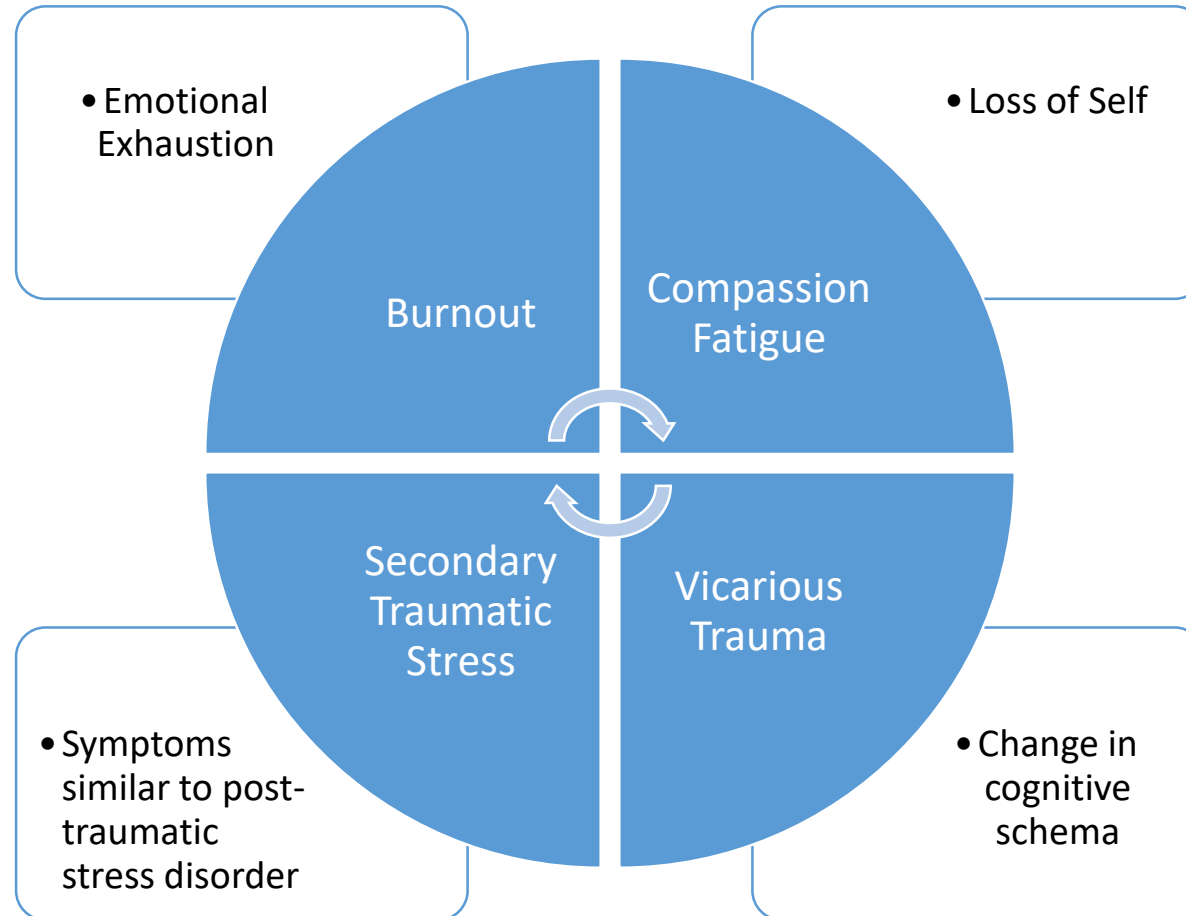 • Emotional
Exhaustion
• Loss of Self
Burnout
Compassion
Fatigue
Secondary
Traumatic
Stress
Vicarious
Trauma
• Symptoms
similar to post-
traumatic
stress disorder
• Change in
cognitive
schema